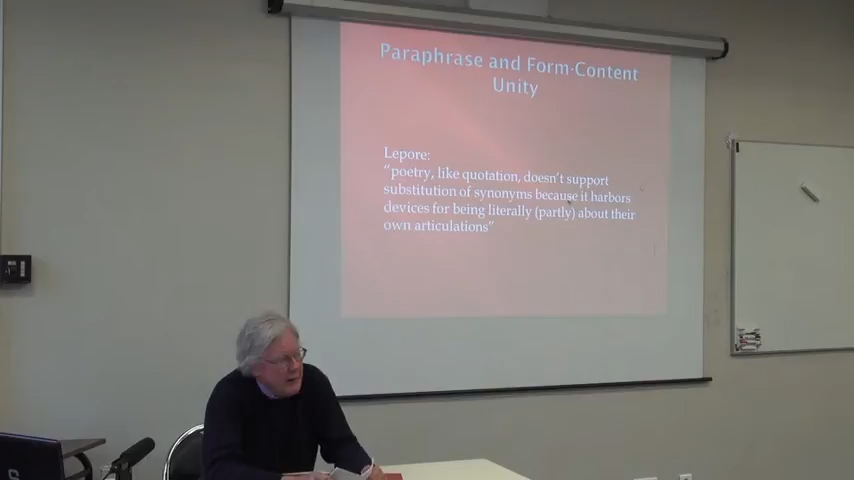 Paraphrase and Form-Content
Unity
Lepore:
“poetry, like quotation, doesn’t support
substitution of synonyms because it harbors
devices for being literally (partly) about their
own articulations”